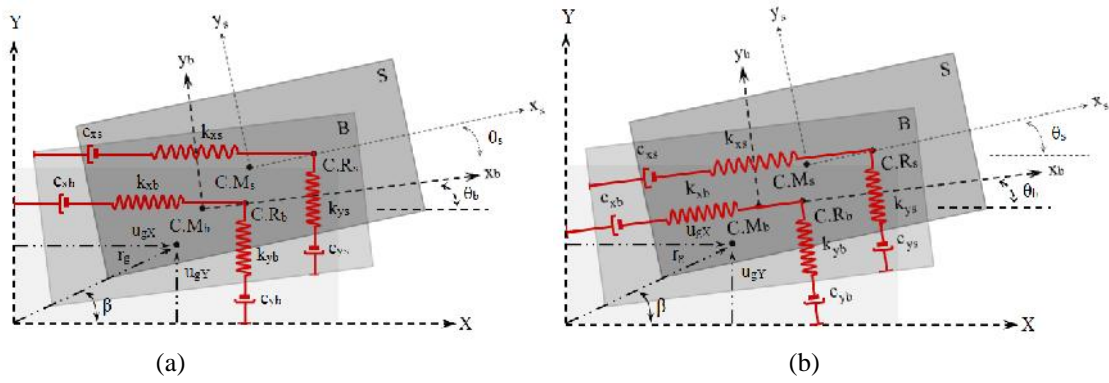 Y
y_s
S
y_b
x_s
B
k_xs
c_xs
θ_s
C.R_s
C.M_s
x_b
k_xb
c_xb
θ_b
C.R_b
k_ys
C.M_b
u_gX
r_g
k_yb
c_ys
u_gY
β
c_yb
X
(a)
Y
y_s
S
y_b
x_s
B
k_xs
θ_s
c_xs
C.R_s
C.M_s
x_b
k_xb
c_xb
θ_b
C.R_b
k_ys
u_gX
C.M_b
k_yb
c_ys
r_g
u_gY
β
c_yb
X
(b)